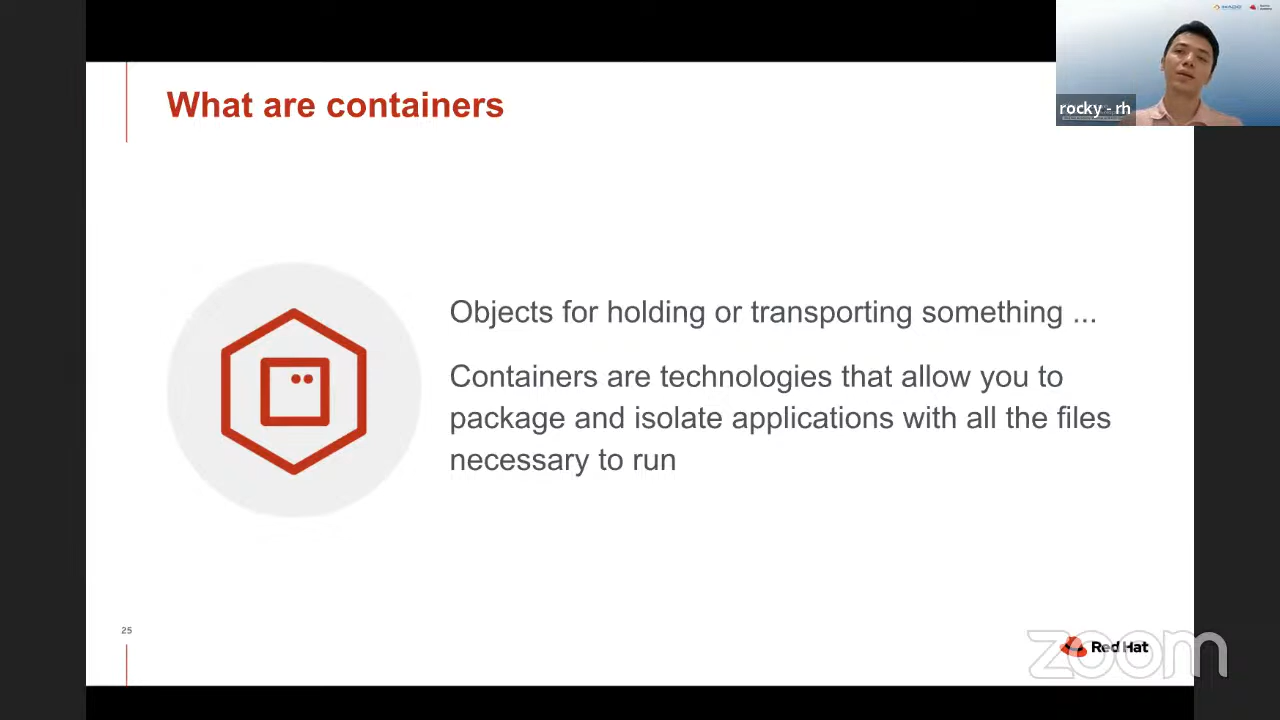 What are containers
rocky - rh
Objects for holding or transporting something ...
Containers are technologies that allow you to
package and isolate applications with all the files
necessary to run
25
Red Hat
zoom